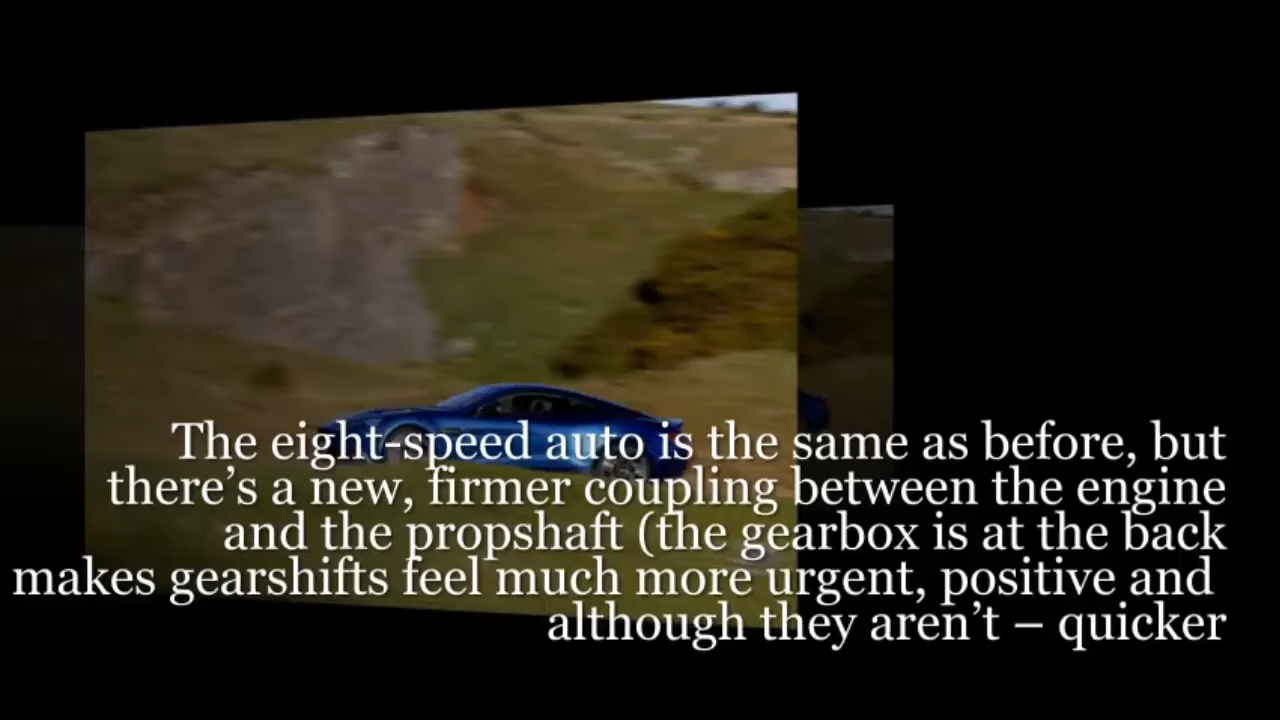 The eight-speed auto is the same as before, but
there’s a new, firmer coupling between the engine
and the propshaft (the gearbox is at the back
makes gearshifts feel much more urgent, positive and
although they aren’t – quicker